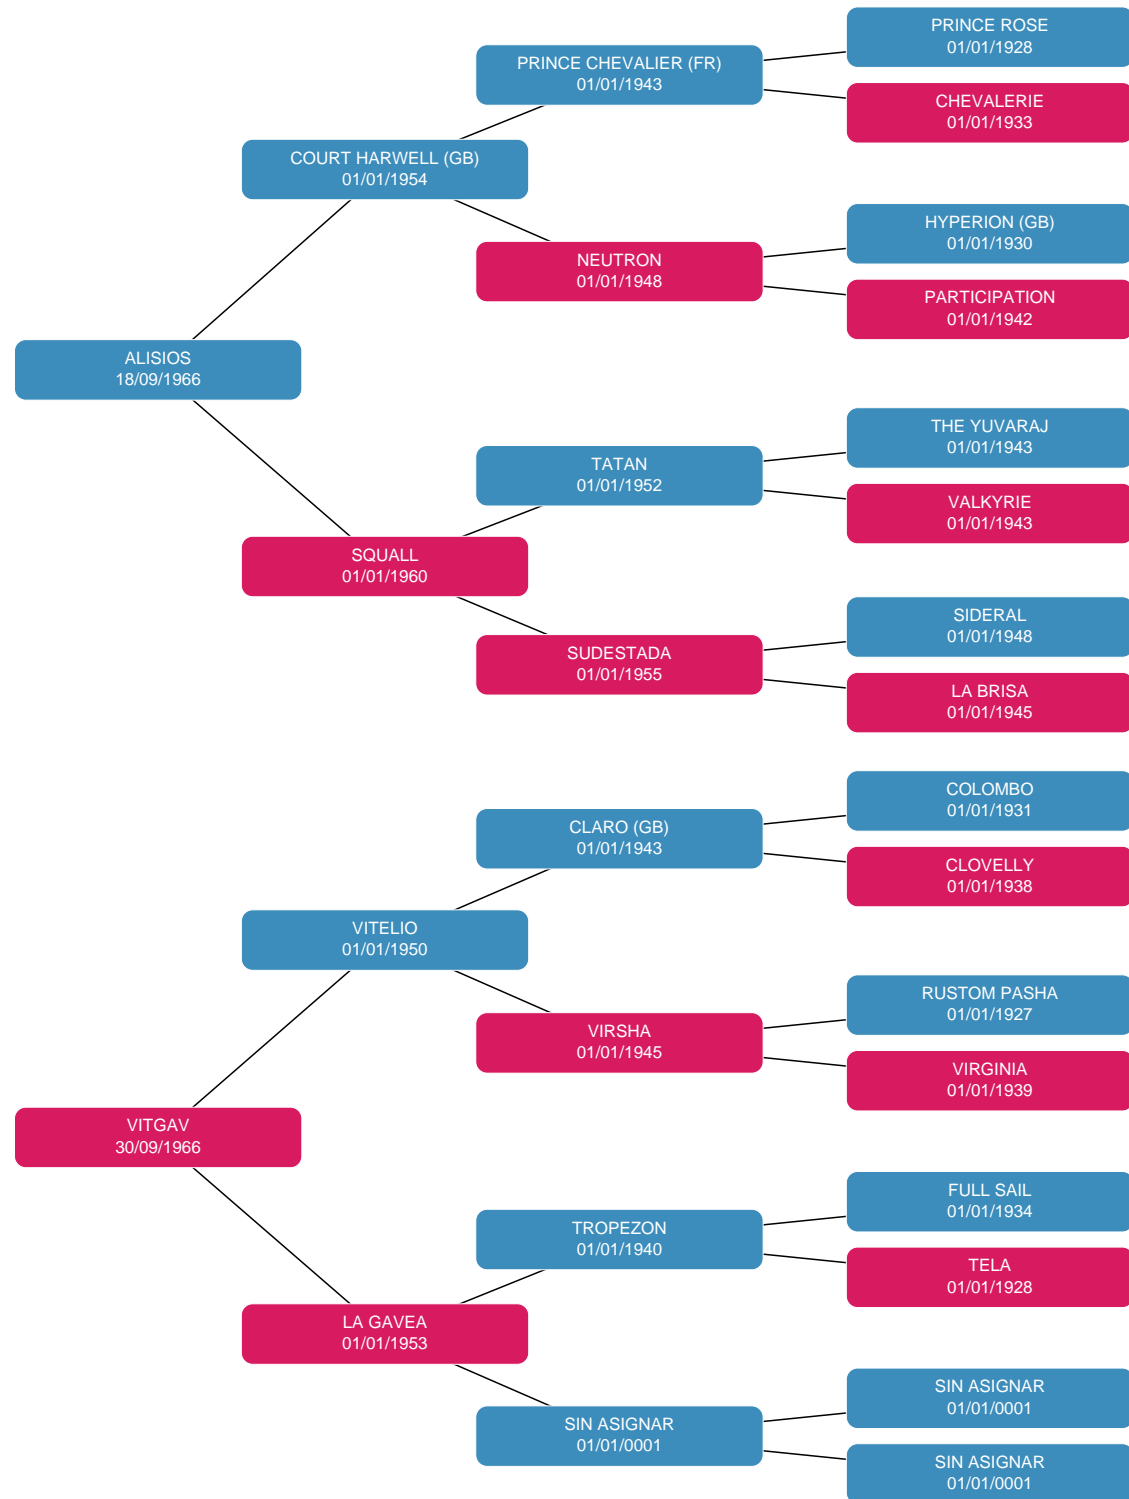 PRINCE ROSE
01/01/1928
PRINCE CHEVALIER (FR)
01/01/1943
CHEVALERIE
01/01/1933
COURT HARWELL (GB)
01/01/1954
HYPERION (GB)
01/01/1930
NEUTRON
01/01/1948
PARTICIPATION
01/01/1942
ALISIOS
18/09/1966
THE YUVARAJ
01/01/1943
TATAN
01/01/1952
VALKYRIE
01/01/1943
SQUALL
01/01/1960
SIDERAL
01/01/1948
SUDESTADA
01/01/1955
LA BRISA
01/01/1945
COLOMBO
01/01/1931
CLARO (GB)
01/01/1943
CLOVELLY
01/01/1938
VITELIO
01/01/1950
RUSTOM PASHA
01/01/1927
VIRSHA
01/01/1945
VIRGINIA
01/01/1939
VITGAV
30/09/1966
FULL SAIL
01/01/1934
TROPEZON
01/01/1940
TELA
01/01/1928
LA GAVEA
01/01/1953
SIN ASIGNAR
01/01/0001
SIN ASIGNAR
01/01/0001
SIN ASIGNAR
01/01/0001